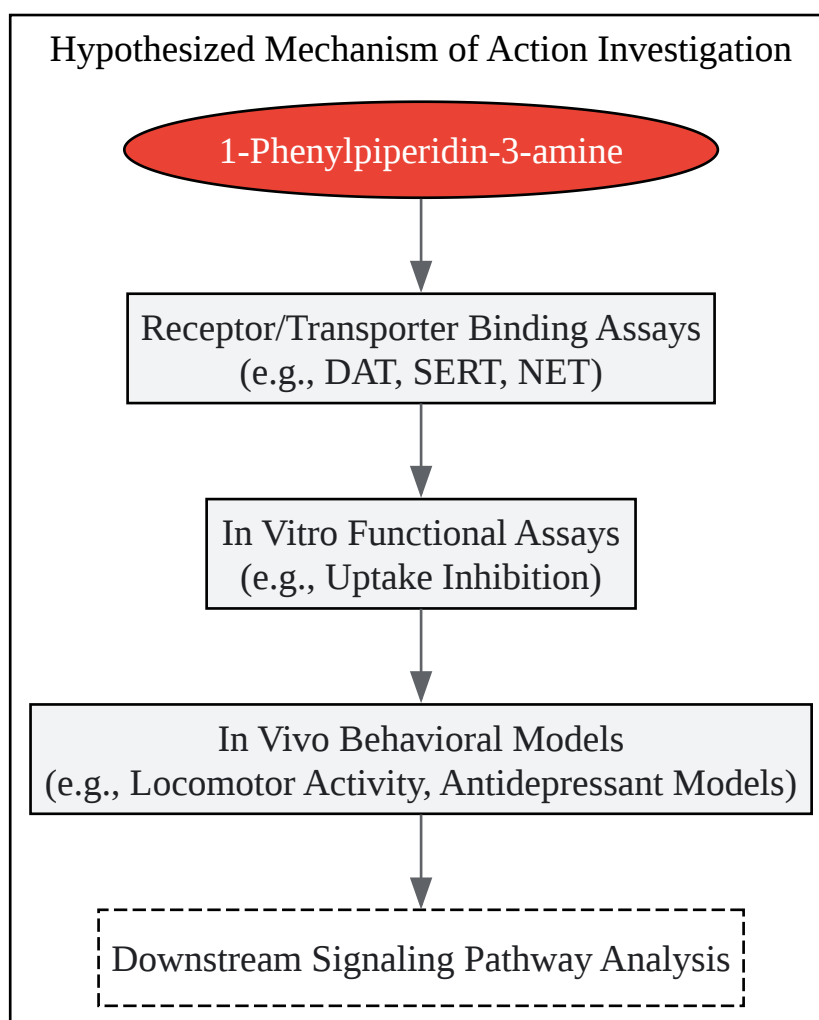 Hypothesized Mechanism of Action Investigation
1-Phenylpiperidin-3-amine
Receptor/Transporter Binding Assays
(e.g., DAT, SERT, NET)
In Vitro Functional Assays
(e.g., Uptake Inhibition)
In Vivo Behavioral Models
(e.g., Locomotor Activity, Antidepressant Models)
Downstream Signaling Pathway Analysis